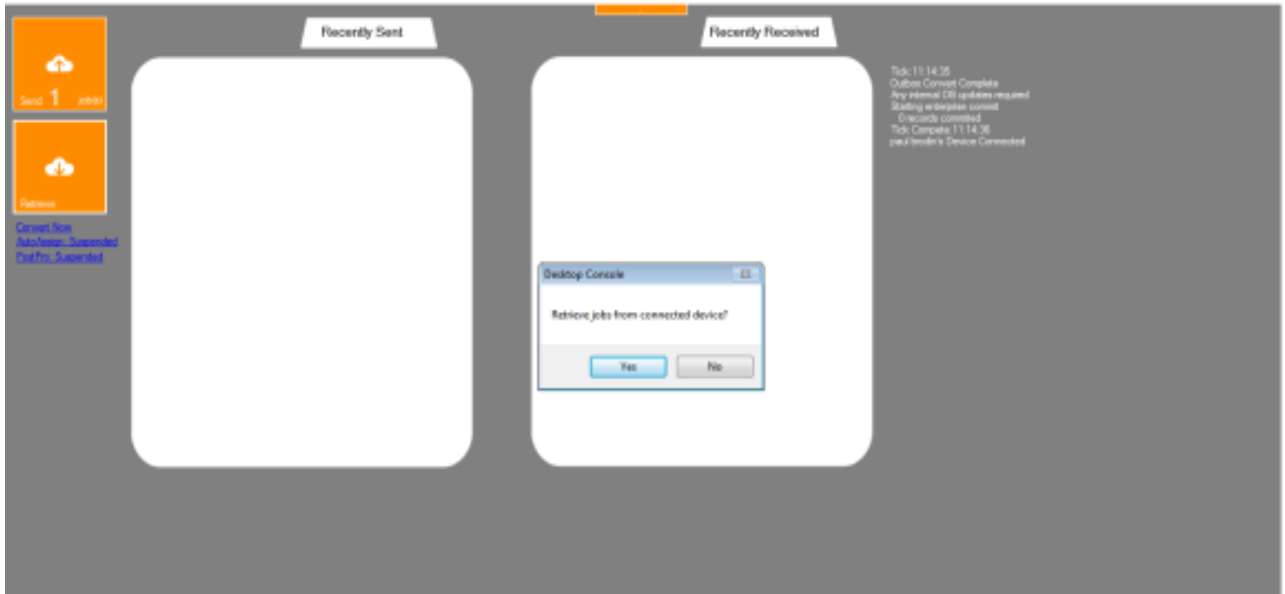 Recently Sent
Recently Received
Send 1 job(s)
Retrieve
Convert Now
AutoAssign: Suspended
PostPro: Suspended
Tick: 11:14:35
Outbox Convert Complete
Any internal DB updates required
Starting enterprise commit
0 records commited
Tick Compete: 11:14:36
paul brodie's Device Connected
Desktop Console
Retrieve jobs from connected device?
Yes
No